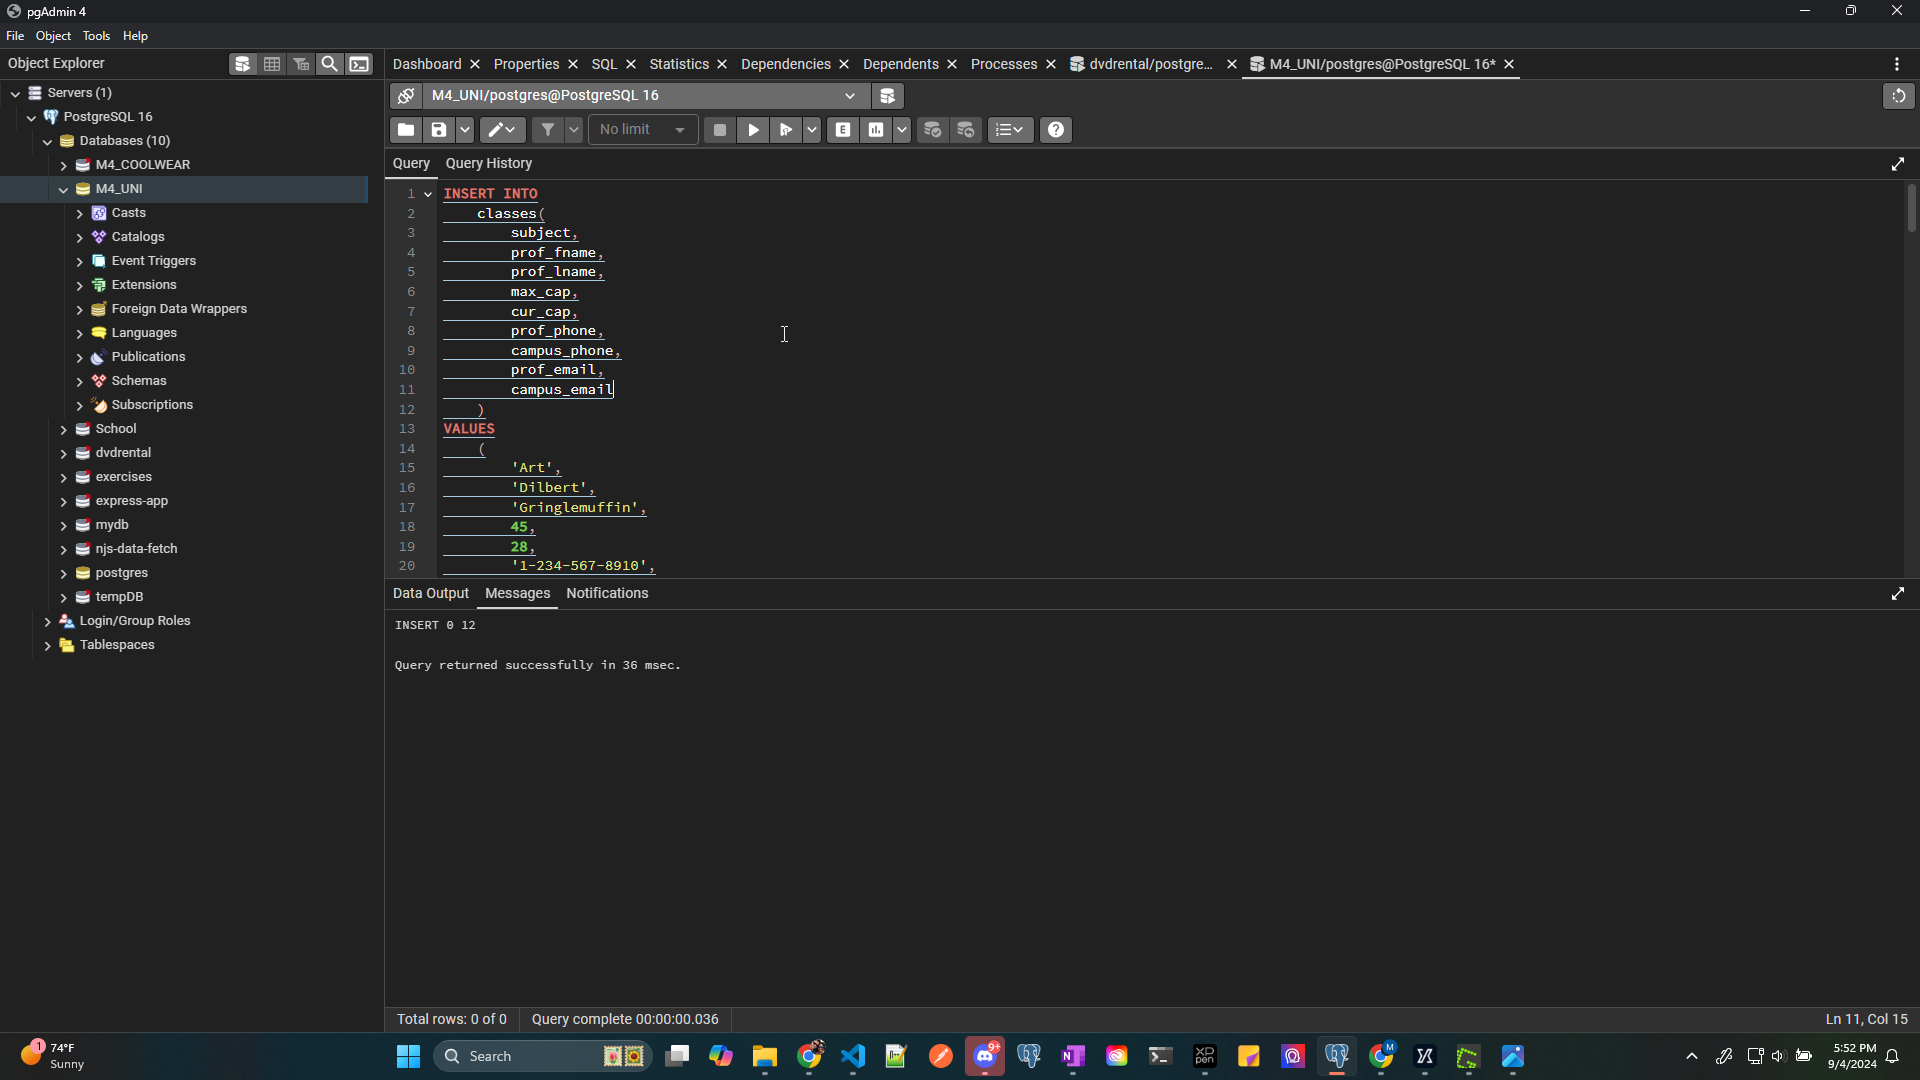 pgAdmin 4
File Object Tools Help
Object Explorer
Dashboard Properties SQL Statistics Dependencies Dependents Processes dvdrental/postgre... M4_UNI/postgres@PostgreSQL 16*
Servers (1)
M4_UNI/postgres@PostgreSQL 16
PostgreSQL 16
No limit
Databases (10)
M4_COOLWEAR
M4_UNI
Casts
Catalogs
Event Triggers
Extensions
Foreign Data Wrappers
Languages
Publications
Schemas
Subscriptions
School
dvdrental
exercises
express-app
mydb
njs-data-fetch
postgres
tempDB
Login/Group Roles
Tablespaces
Query Query History
1 INSERT INTO
2 classes(
3 subject,
4 prof_fname,
5 prof_lname,
6 max_cap,
7 cur_cap,
8 prof_phone,
9 campus_phone,
10 prof_email,
11 campus_email
12 )
13 VALUES
14 (
15 'Art',
16 'Dilbert',
17 'Gringlemuffin',
18 45,
19 28,
20 '1-234-567-8910',
Data Output Messages Notifications
INSERT 0 12
Query returned successfully in 36 msec.
Total rows: 0 of 0 Query complete 00:00:00.036 Ln 11, Col 15
1 74°F
Sunny
Search
9+
XP
pen
M
5:52 PM
9/4/2024